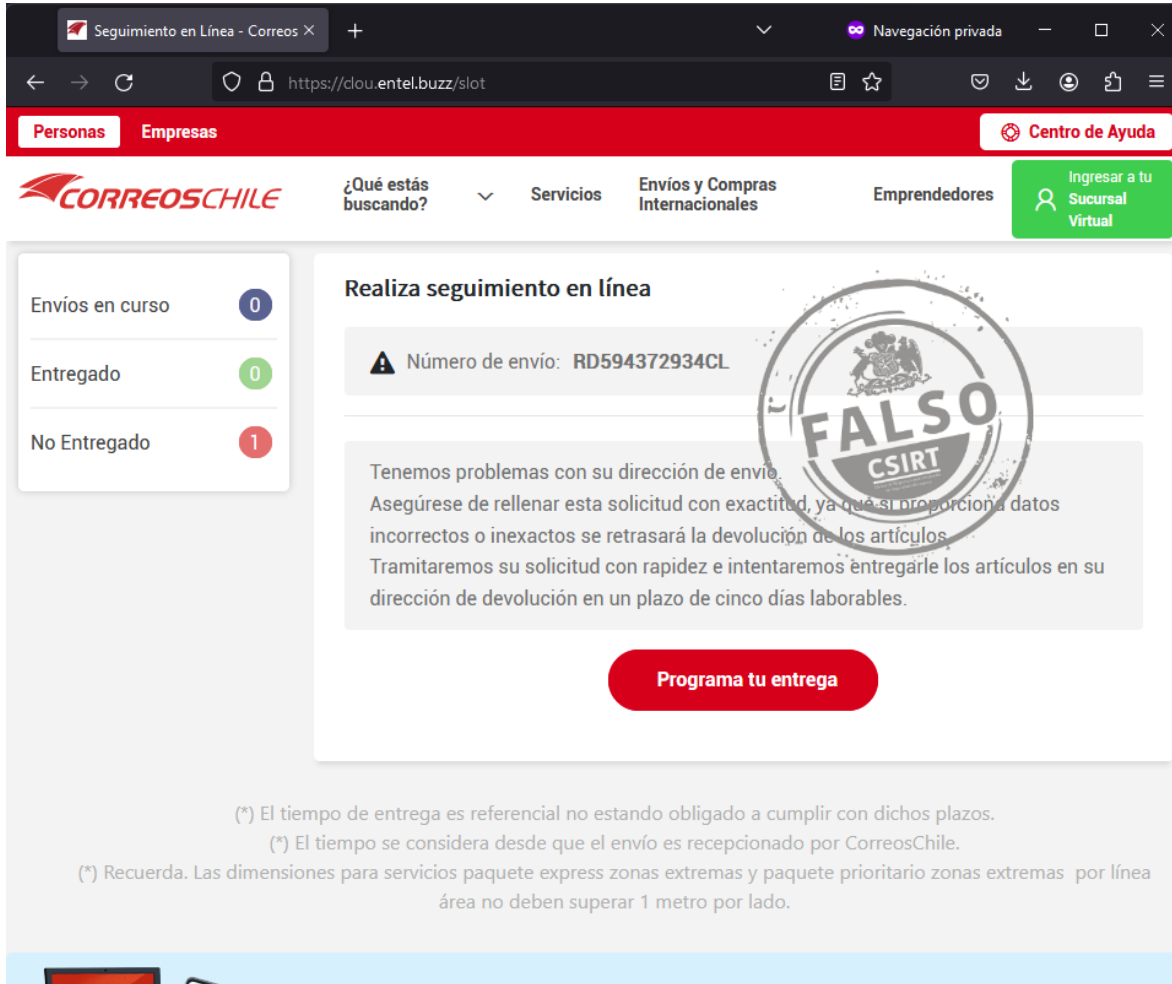 Seguimiento en Línea - Correos
Navegación privada
https://clou.entel.buzz/slot
Personas
Empresas
Centro de Ayuda
CORREOSCHILE
¿Qué estás
buscando?
Servicios
Envíos y Compras
Internacionales
Emprendedores
Ingresar a tu
Sucursal
Virtual
Envíos en curso 0
Entregado 0
No Entregado 1
Realiza seguimiento en línea
Número de envío: RD594372934CL
FALSO
CSIRT
Tenemos problemas con su dirección de envío.
Asegúrese de rellenar esta solicitud con exactitud, ya que si proporciona datos
incorrectos o inexactos se retrasará la devolución de los artículos.
Tramitaremos su solicitud con rapidez e intentaremos entregarle los artículos en su
dirección de devolución en un plazo de cinco días laborables.
Programa tu entrega
(*) El tiempo de entrega es referencial no estando obligado a cumplir con dichos plazos.
(*) El tiempo se considera desde que el envío es recepcionado por CorreosChile.
(*) Recuerda. Las dimensiones para servicios paquete express zonas extremas y paquete prioritario zonas extremas por línea
área no deben superar 1 metro por lado.